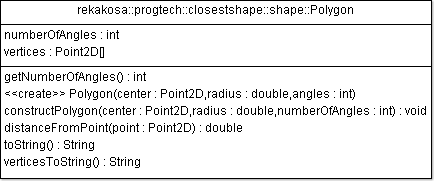 rekakosa::progtech::closestshape::shape::Polygon
numberOfAngles : int
vertices : Point2D[]
getNumberOfAngles() : int
<<create>> Polygon(center : Point2D,radius : double,angles : int)
constructPolygon(center : Point2D,radius : double,numberOfAngles : int) : void
distanceFromPoint(point : Point2D) : double
toString() : String
verticesToString() : String